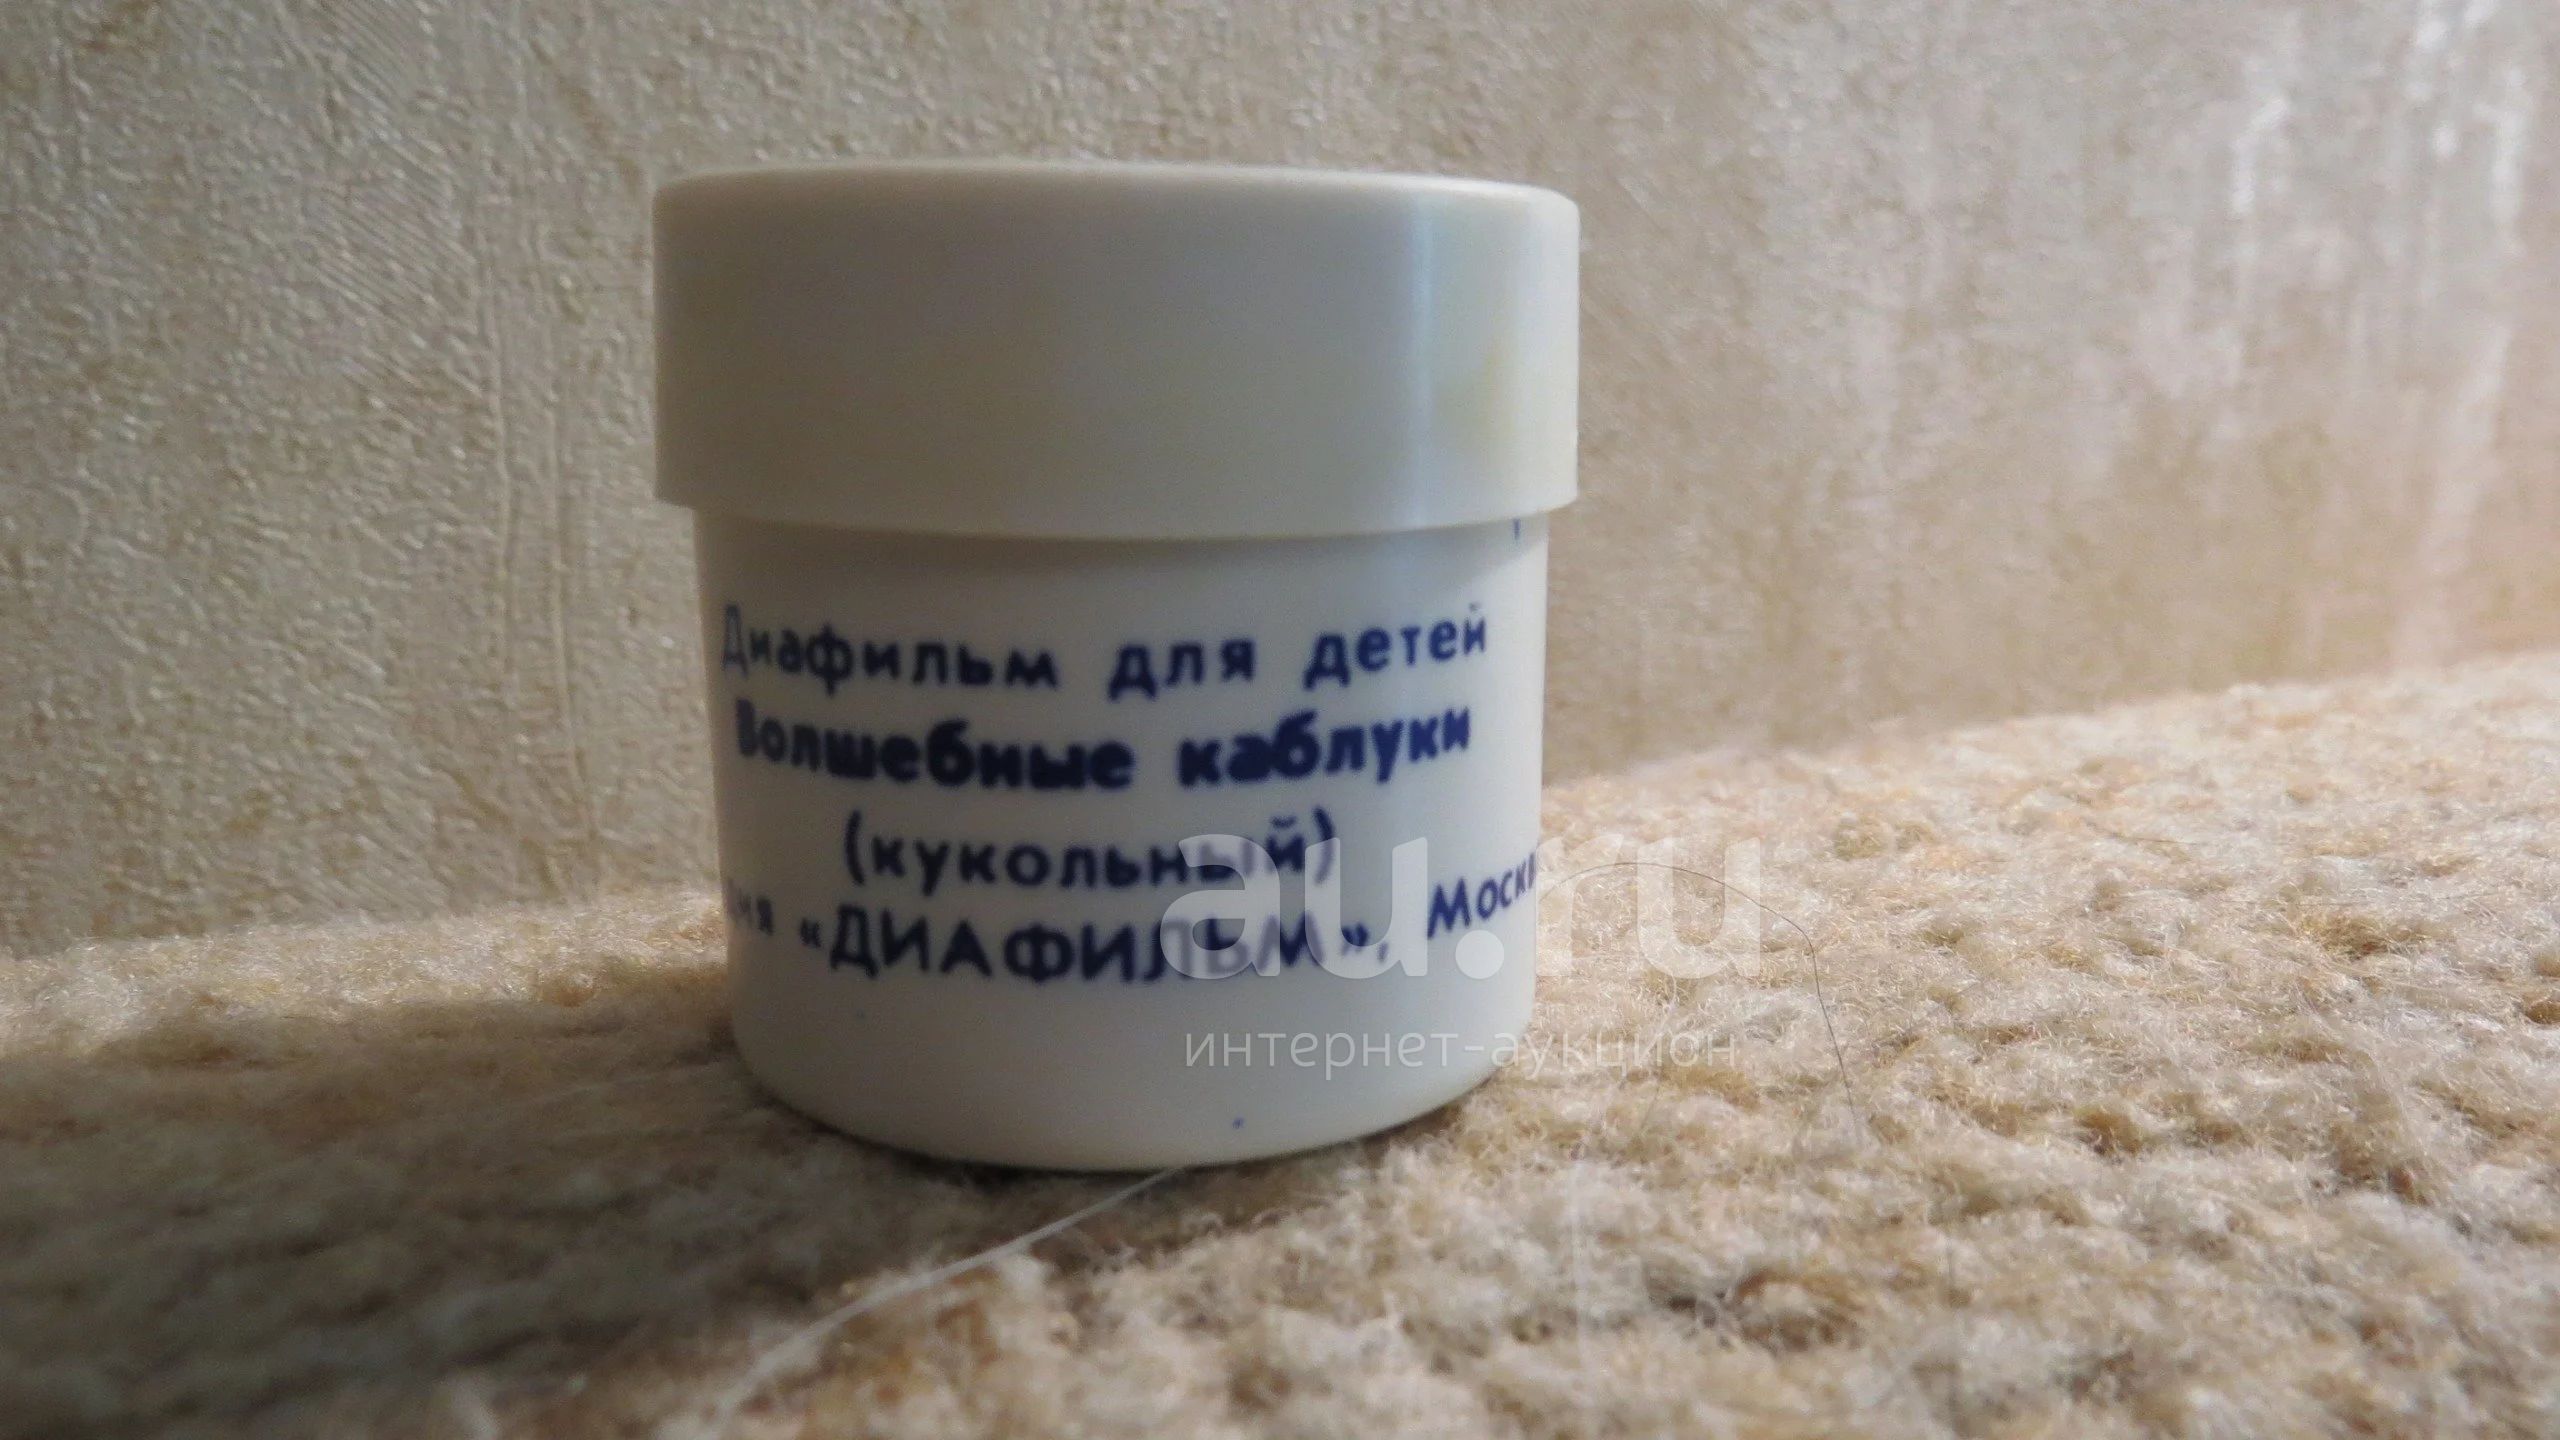 Диафильм для детей
Волшебные каблуки
(кукольный)
«ДИАФИЛЬМ»,
au.ru
интернет-аукцион